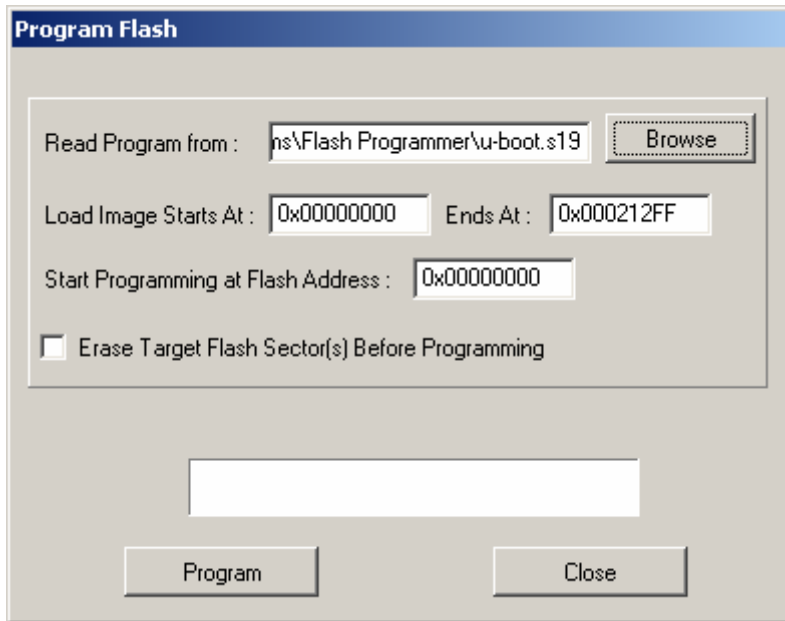 Program Flash
Read Program from : ns\Flash Programmer\u-boot.s19 Browse
Load Image Starts At : 0x00000000 Ends At : 0x000212FF
Start Programming at Flash Address : 0x00000000
Erase Target Flash Sector(s) Before Programming
Program Close